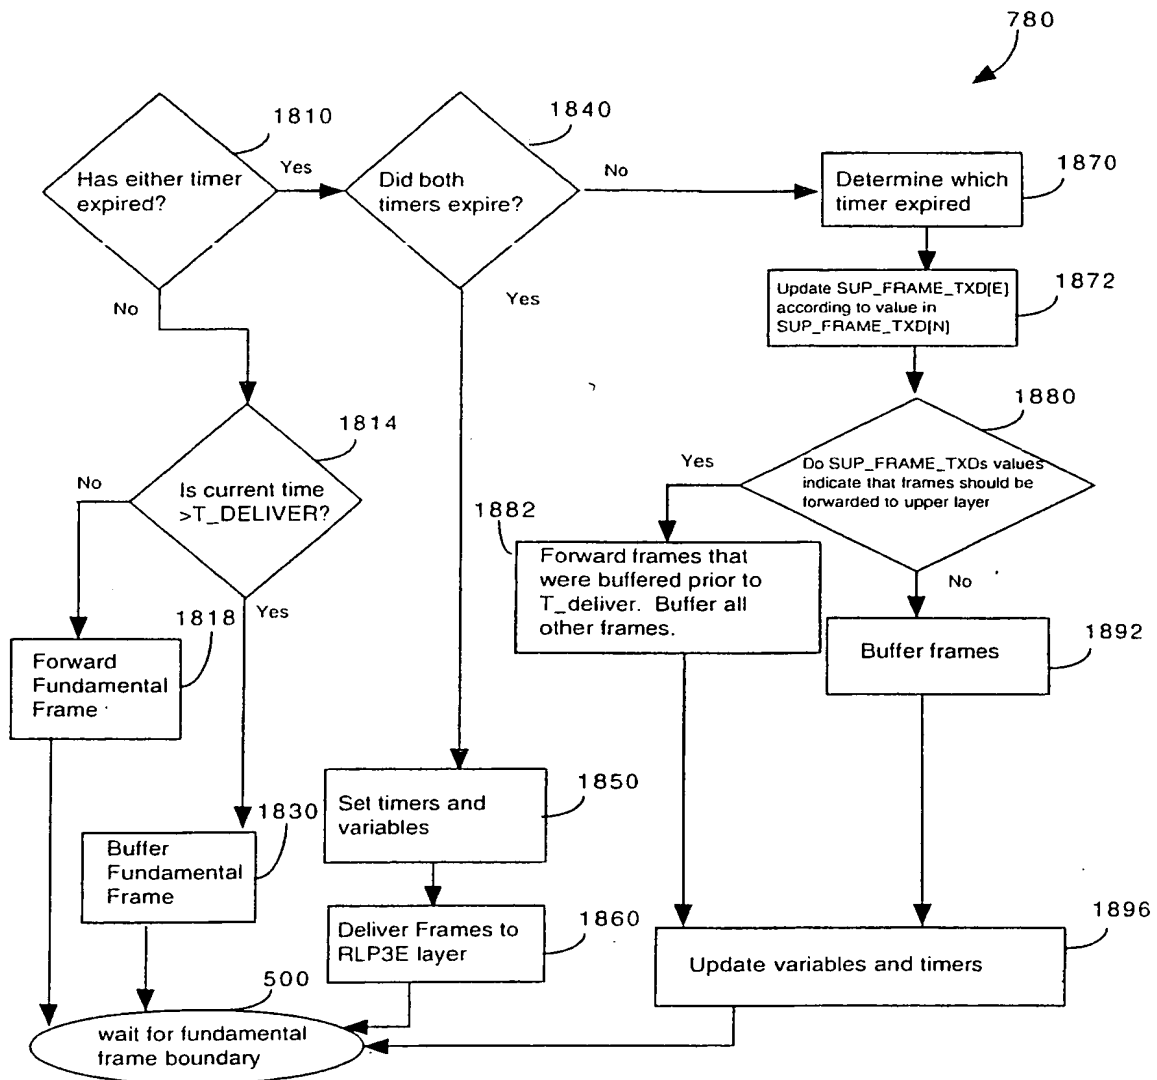 780
1810
1840
Has either timer
expired?
Yes
Did both
timers expire?
No
Determine which
timer expired
1870
No
Yes
Update SUP_FRAME_TXD[E]
according to value in
SUP_FRAME_TXD[N]
1872
1814
Is current time
>T_DELIVER?
No
Yes
1880
Do SUP_FRAME_TXDs values
indicate that frames should be
forwarded to upper layer
Yes
No
1882
Forward frames that
were buffered prior to
T_deliver. Buffer all
other frames.
1818
Forward
Fundamental
Frame
Buffer frames
1892
1830
Buffer
Fundamental
Frame
1850
Set timers and
variables
1860
Deliver Frames to
RLP3E layer
1896
Update variables and timers
500
wait for fundamental
frame boundary